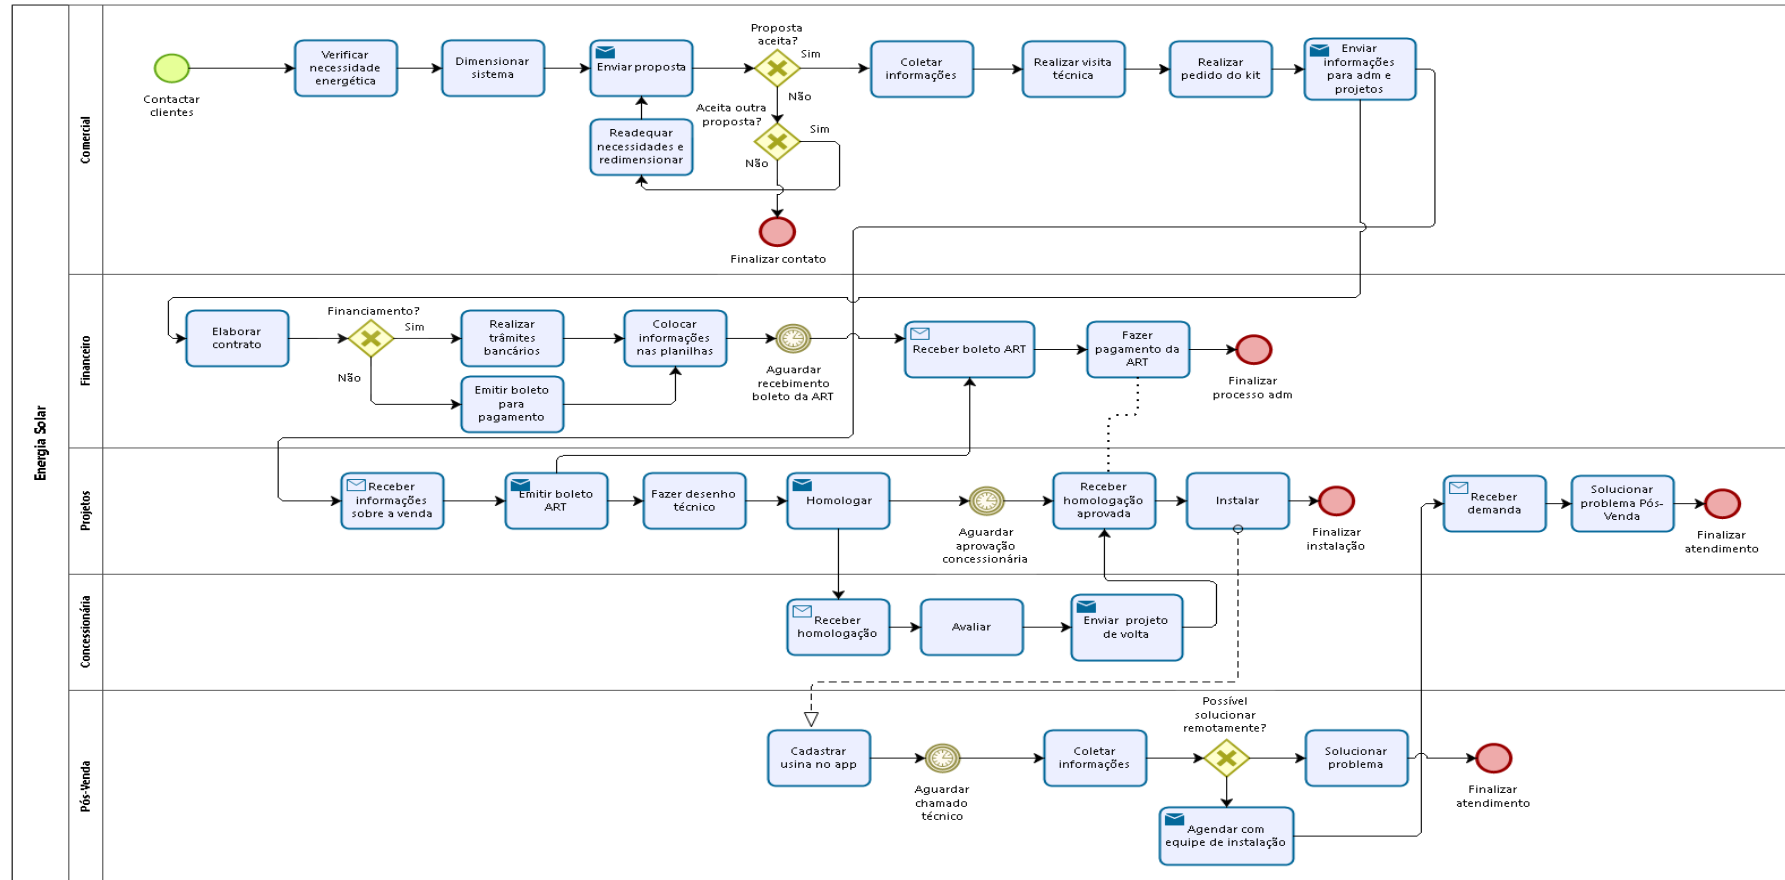 Energia Solar
Comercial
Contactar
clientes
Verificar
necessidade
energética
Dimensionar
sistema
Enviar proposta
Proposta
aceita?
Sim
Não
Aceita outra
proposta?
Sim
Não
Readequar
necessidades e
redimensionar
Finalizar contato
Coletar
informações
Realizar visita
técnica
Realizar
pedido do kit
Enviar
informações
para adm e
projetos
Financeiro
Elaborar
contrato
Financiamento?
Sim
Não
Realizar
trâmites
bancários
Emitir boleto
para
pagamento
Colocar
informações
nas planilhas
Aguardar
recebimento
boleto da ART
Receber boleto ART
Fazer
pagamento da
ART
Finalizar
processo adm
Projetos
Receber
informações
sobre a venda
Emitir boleto
ART
Fazer desenho
técnico
Homologar
Aguardar
aprovação
concessionária
Receber
homologação
aprovada
Instalar
Finalizar
instalação
Receber
demanda
Solucionar
problema Pós-
Venda
Finalizar
atendimento
Concessionária
Receber
homologação
Avaliar
Enviar projeto
de volta
Pós-Venda
Cadastrar
usina no app
Aguardar
chamado
técnico
Coletar
informações
Possível
solucionar
remotamente?
Solucionar
problema
Agendar com
equipe de instalação
Finalizar
atendimento